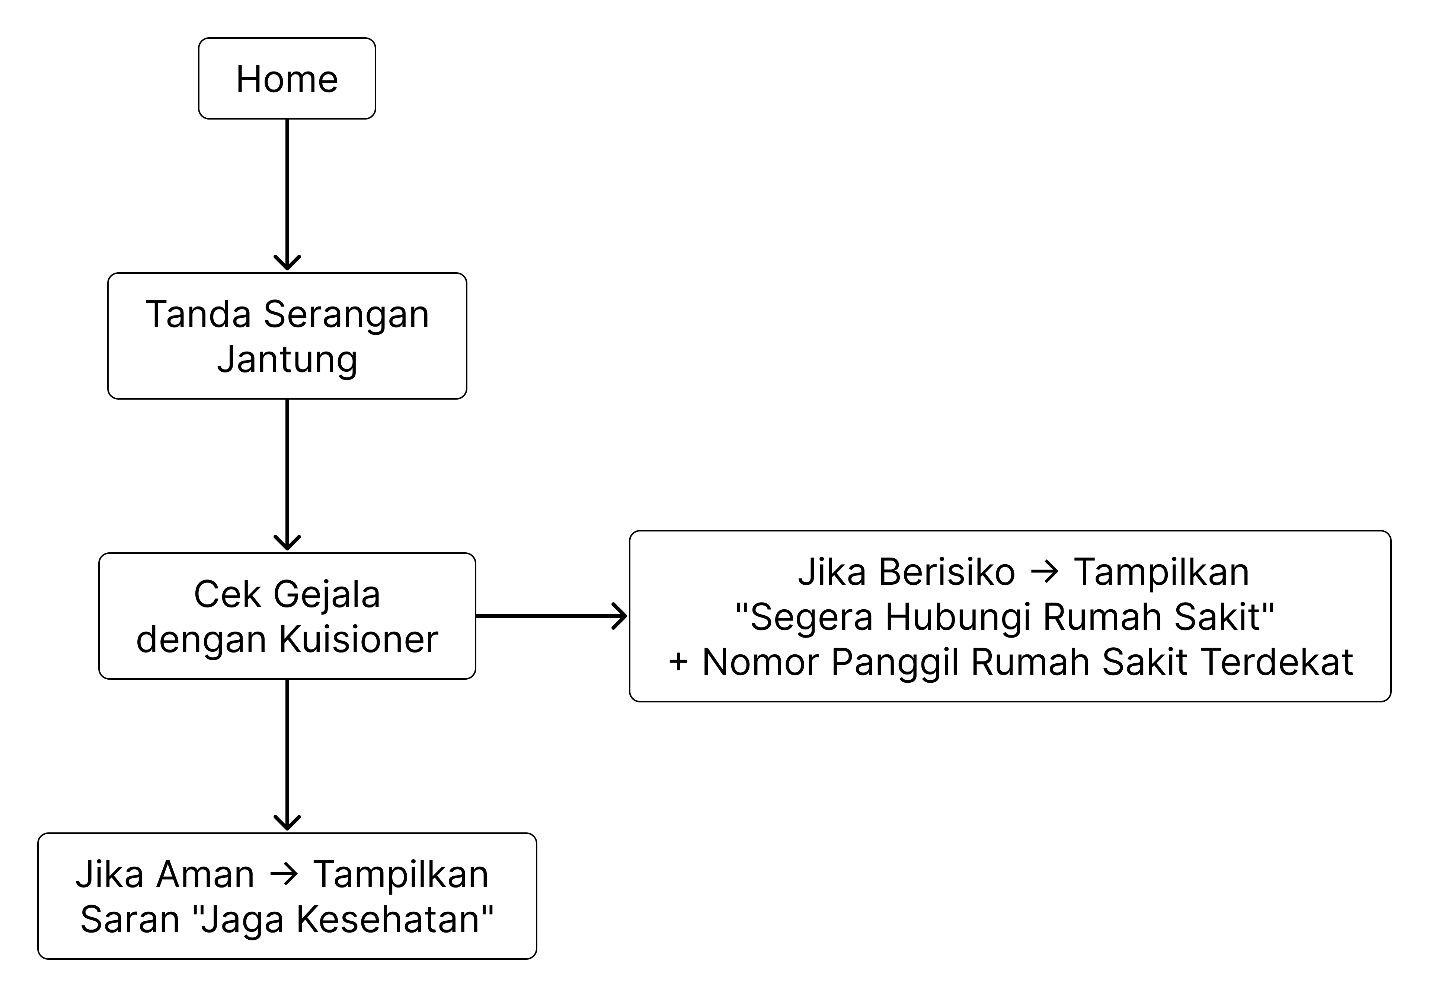 Home
Tanda Serangan
Jantung
Cek Gejala
dengan Kuisioner
Jika Berisiko → Tampilkan
"Segera Hubungi Rumah Sakit"
+ Nomor Panggil Rumah Sakit Terdekat
Jika Aman → Tampilkan
Saran "Jaga Kesehatan"